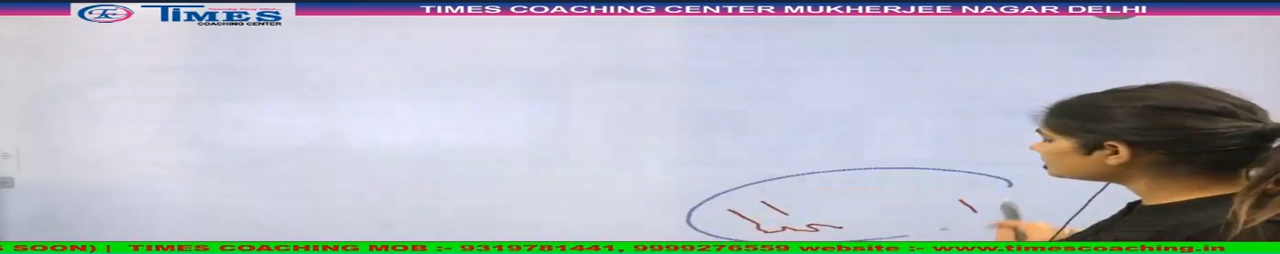 TIMES
COACHING CENTER
TIMES COACHING CENTER MUKHERJEE NAGAR DELHI
SOON) | TIMES COACHING MOB :- 9319781441, 9999276559 website :- www.timescoaching.in